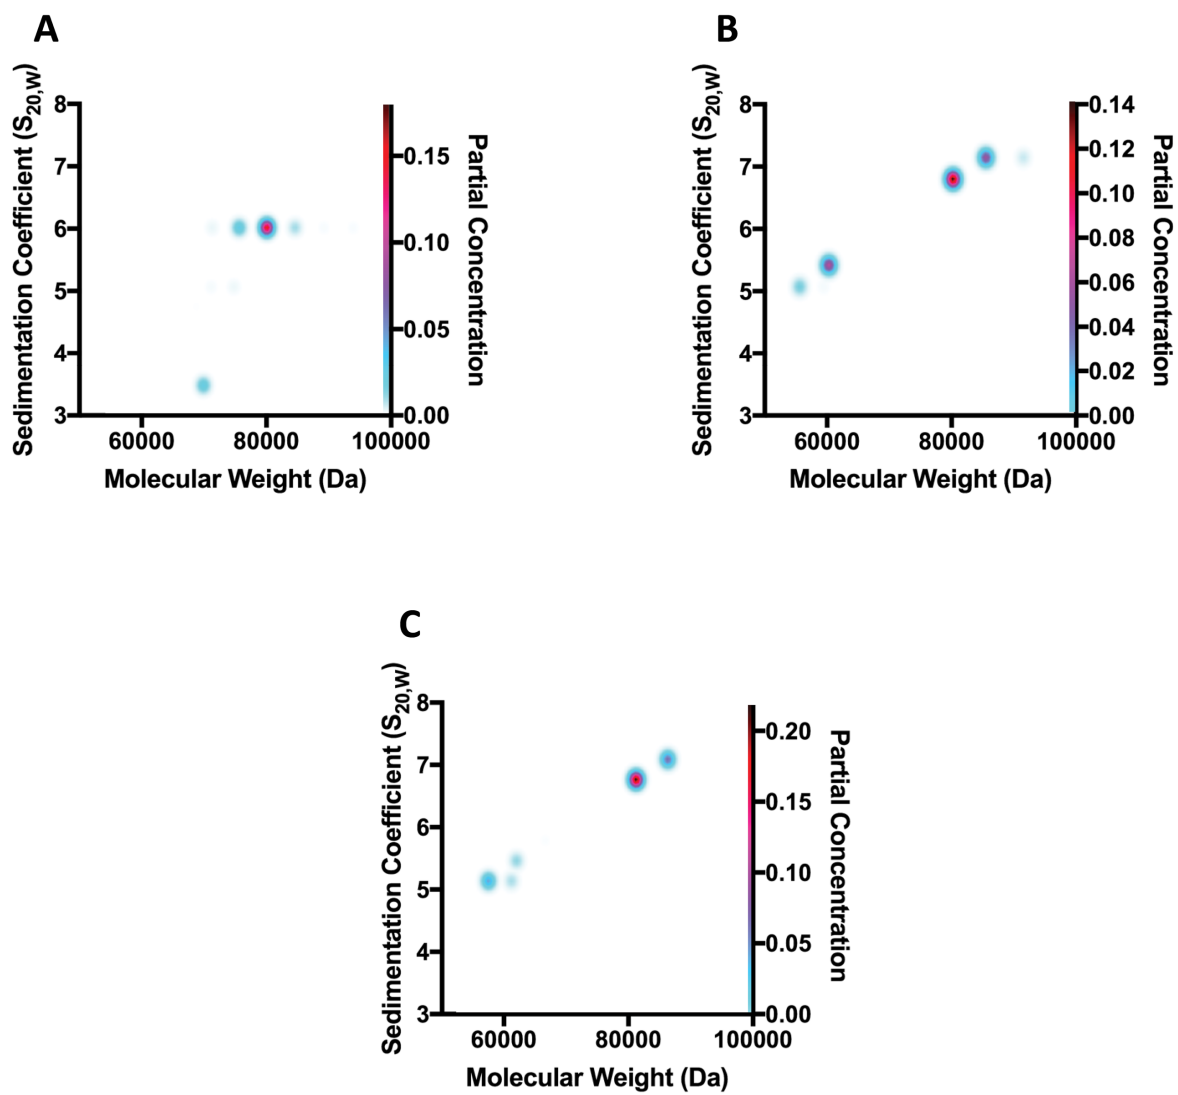 A
Sedimentation Coefficient (S20,w)
8
7
6
5
4
3
60000 80000 100000
Molecular Weight (Da)
0.15
0.10
0.05
0.00
Partial Concentration
B
Sedimentation Coefficient (S20,w)
8
7
6
5
4
3
60000 80000 100000
Molecular Weight (Da)
0.14
0.12
0.10
0.08
0.06
0.04
0.02
0.00
Partial Concentration
C
Sedimentation Coefficient (S20,w)
8
7
6
5
4
3
60000 80000 100000
Molecular Weight (Da)
0.20
0.15
0.10
0.05
0.00
Partial Concentration